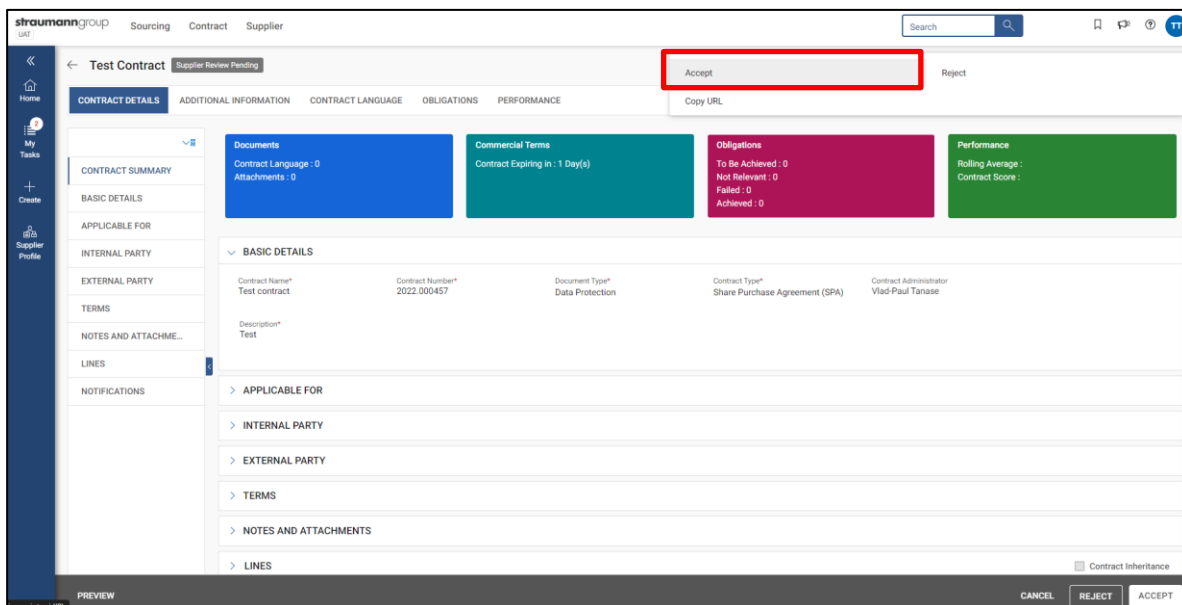 straumanngroup Sourcing Contract Supplier Search TT
UAT
Test Contract Supplier Review Pending
Accept Reject
Copy URL
Home
2
My
Tasks
Create
Supplier
Profile
CONTRACT DETAILS ADDITIONAL INFORMATION CONTRACT LANGUAGE OBLIGATIONS PERFORMANCE
CONTRACT SUMMARY
BASIC DETAILS
APPLICABLE FOR
INTERNAL PARTY
EXTERNAL PARTY
TERMS
NOTES AND ATTACHME...
LINES
NOTIFICATIONS
Documents
Contract Language : 0
Attachments : 0
Commercial Terms
Contract Expiring in : 1 Day(s)
Obligations
To Be Achieved : 0
Not Relevant : 0
Failed : 0
Achieved : 0
Performance
Rolling Average :
Contract Score :
BASIC DETAILS
Contract Name* Contract Number* Document Type* Contract Type* Contract Administrator
Test contract 2022.000457 Data Protection Share Purchase Agreement (SPA) Vlad-Paul Tanase
Description*
Test
APPLICABLE FOR
INTERNAL PARTY
EXTERNAL PARTY
TERMS
NOTES AND ATTACHMENTS
LINES Contract Inheritance
PREVIEW CANCEL REJECT ACCEPT